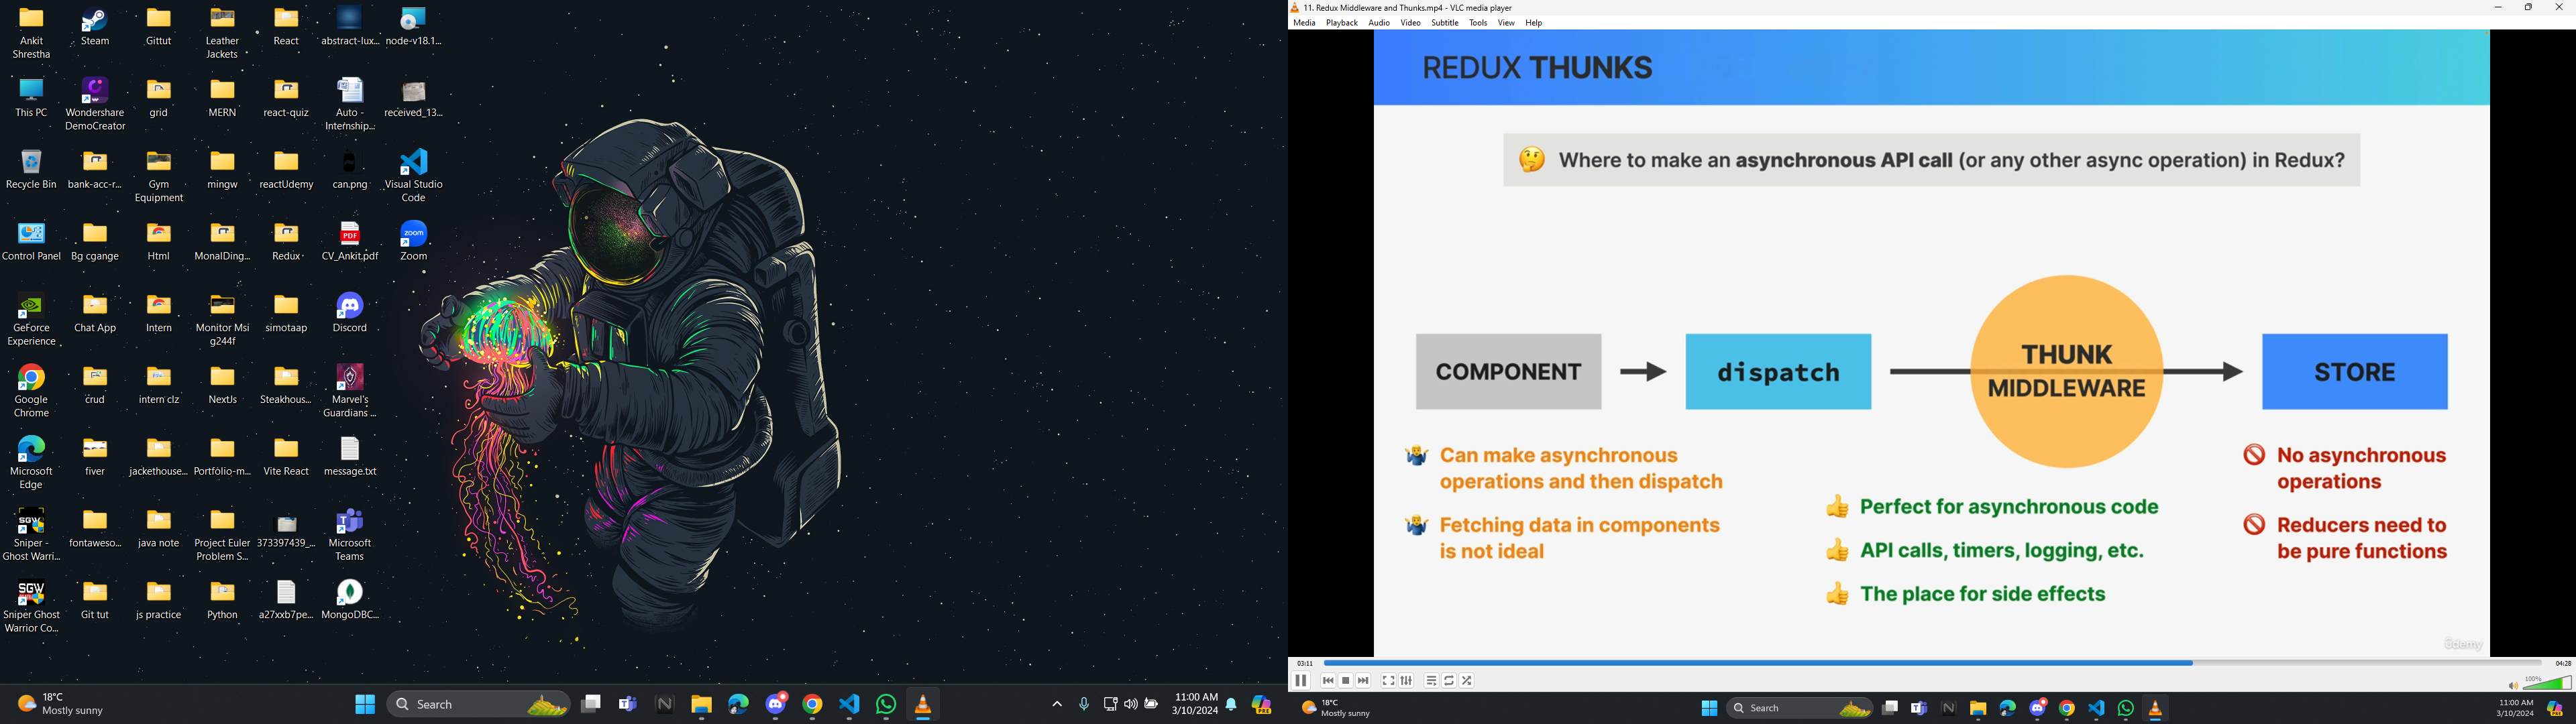 Ankit
Shrestha
Steam
Gittut
Leather
Jackets
React
abstract-lux...
node-v18.1...
This PC
Wondershare
DemoCreator
grid
MERN
react-quiz
Auto -
Internship...
received_13...
Recycle Bin
bank-acc-r...
Gym
Equipment
mingw
reactUdemy
can.png
Visual Studio
Code
Control Panel
Bg cgange
Html
MonalDing...
Redux
PDF
CV_Ankit.pdf
zoom
Zoom
GeForce
Experience
Chat App
Intern
Monitor Msi
g244f
simotaap
Discord
Google
Chrome
crud
intern clz
NextJs
Steakhous...
Marvel's
Guardians ...
Microsoft
Edge
fiver
jackethouse...
Portfolio-m...
Vite React
message.txt
SGW
Sniper -
Ghost Warri...
fontaweso...
java note
Project Euler
Problem S...
373397439_...
Microsoft
Teams
SGW
Sniper Ghost
Warrior Co...
Git tut
js practice
Python
a27xxb7pe...
MongoDBC...
18°C
Mostly sunny
Search
11:00 AM
3/10/2024
11. Redux Middleware and Thunks.mp4 - VLC media player
Media Playback Audio Video Subtitle Tools View Help
REDUX THUNKS
Where to make an asynchronous API call (or any other async operation) in Redux?
COMPONENT
dispatch
THUNK
MIDDLEWARE
STORE
Can make asynchronous
operations and then dispatch
Fetching data in components
is not ideal
Perfect for asynchronous code
API calls, timers, logging, etc.
The place for side effects
No asynchronous
operations
Reducers need to
be pure functions
ûdemy
03:11
04:28
100%
18°C
Mostly sunny
Search
11:00 AM
3/10/2024